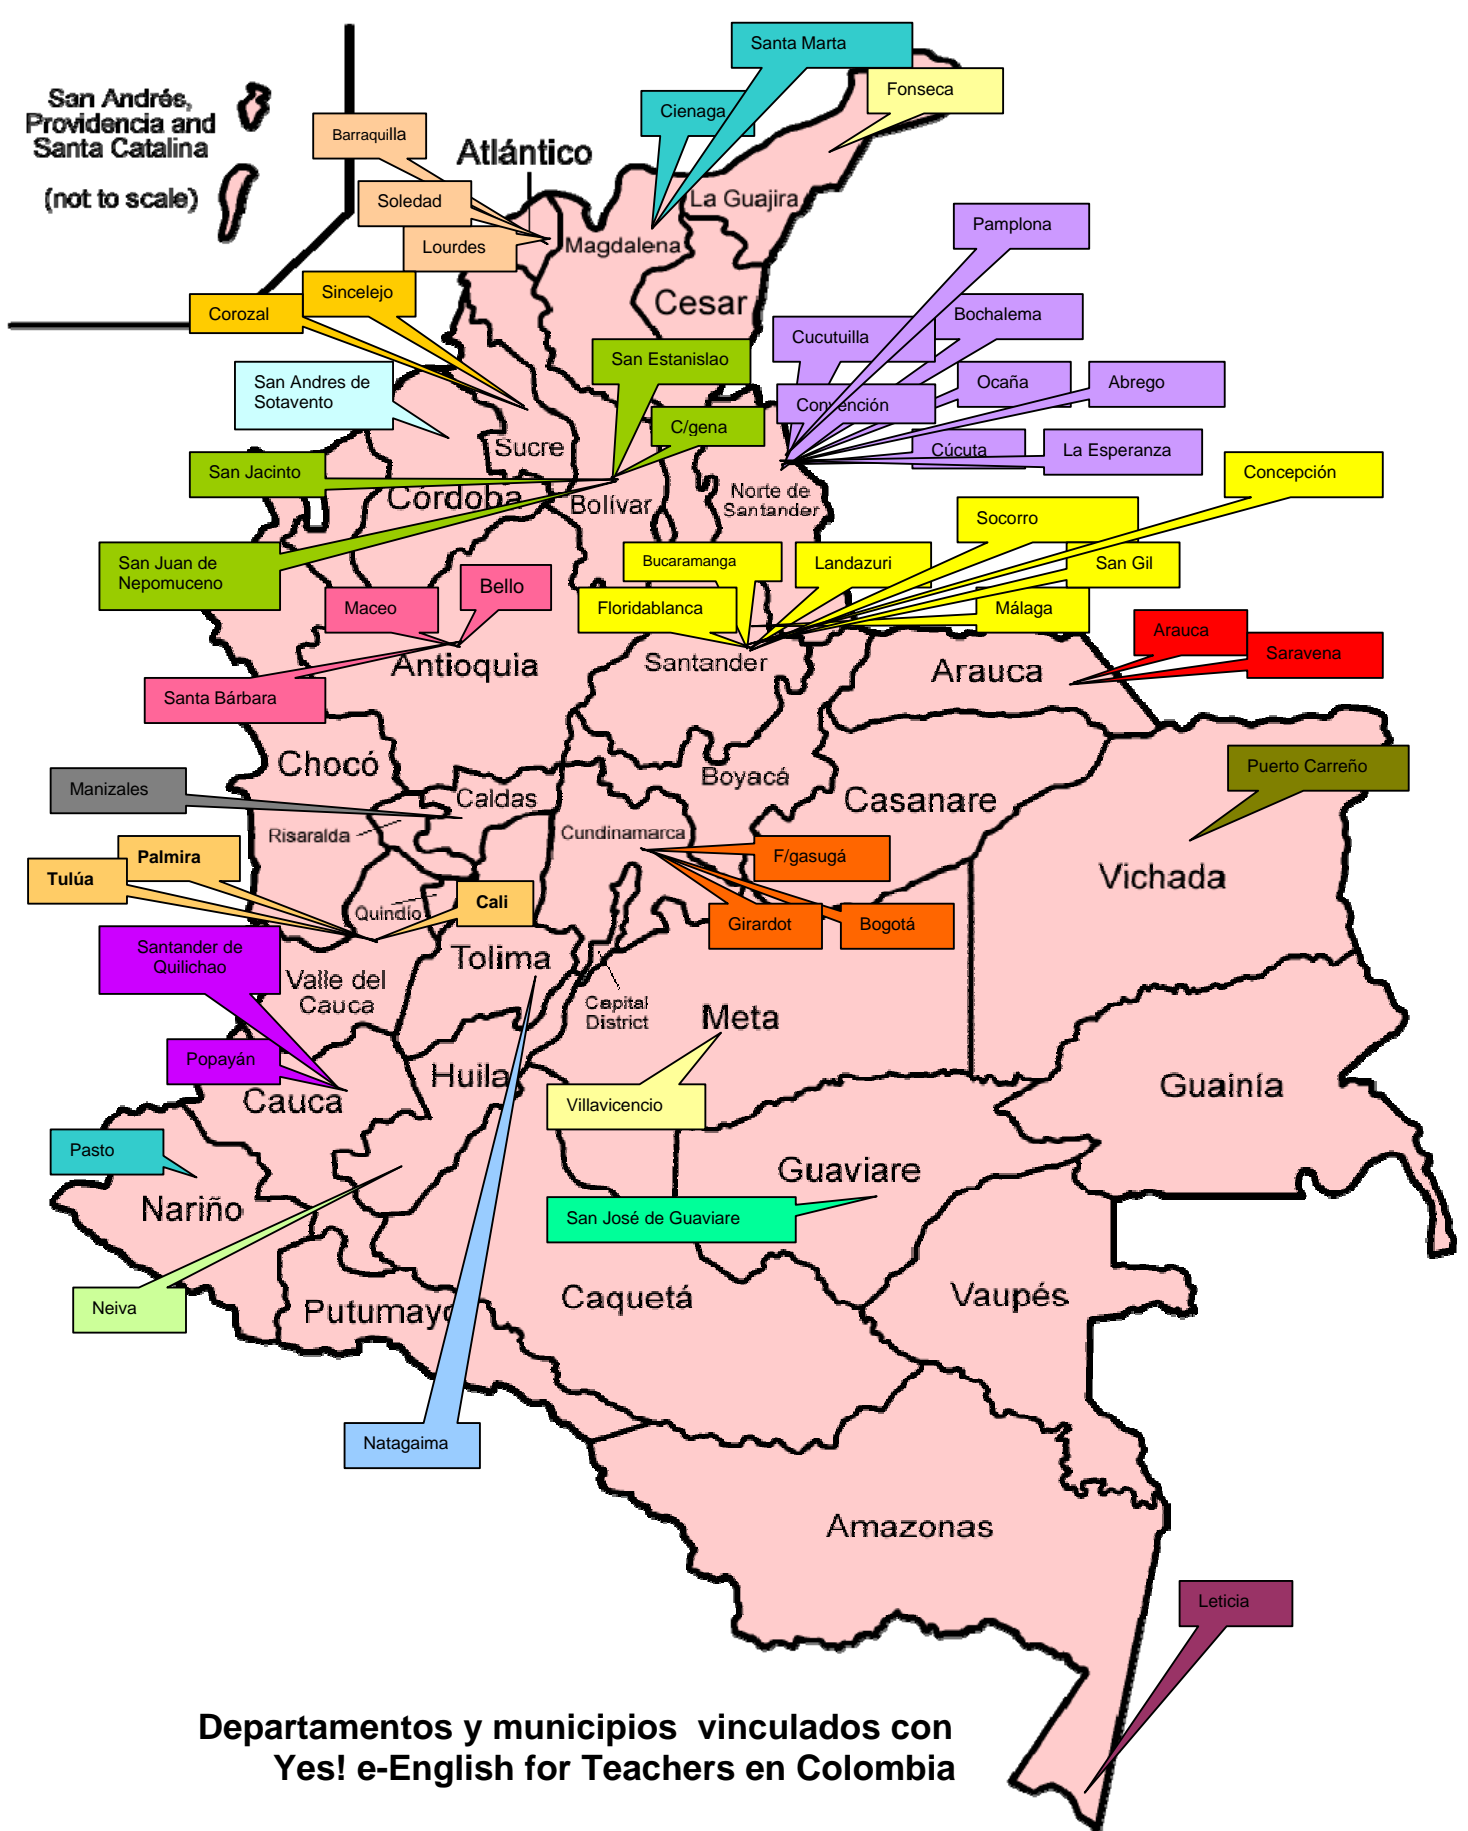 Santa Marta
Fonseca
San Andrés,
Providencia and
Santa Catalina
(not to scale)
Cienaga
Barraquilla
Atlántico
Soledad
La Guajira
Lourdes
Magdalena
Pamplona
Cesar
Sincelejo
Corozal
Bochalema
Cucutuilla
San Estanislao
San Andres de
Sotavento
Ocaña
Abrego
Convención
C/gena
Sucre
Cúcuta
La Esperanza
San Jacinto
Córdoba
Bolívar
Norte de
Santander
Concepción
Socorro
San Juan de
Nepomuceno
Bucaramanga
Landazuri
San Gil
Bello
Maceo
Floridablanca
Málaga
Arauca
Saravena
Antioquia
Santander
Arauca
Santa Bárbara
Chocó
Boyacá
Puerto Carreño
Manizales
Caldas
Casanare
Risaralda
Cundinamarca
Palmira
F/gasugá
Tulúa
Vichada
Quindío
Cali
Girardot
Bogotá
Santander de
Quilichao
Tolima
Valle del
Cauca
Capital
District
Meta
Popayán
Huila
Cauca
Villavicencio
Guainía
Pasto
Guaviare
Nariño
San José de Guaviare
Neiva
Putumayo
Caquetá
Vaupés
Natagaima
Amazonas
Leticia
Departamentos y municipios vinculados con
Yes! e-English for Teachers en Colombia